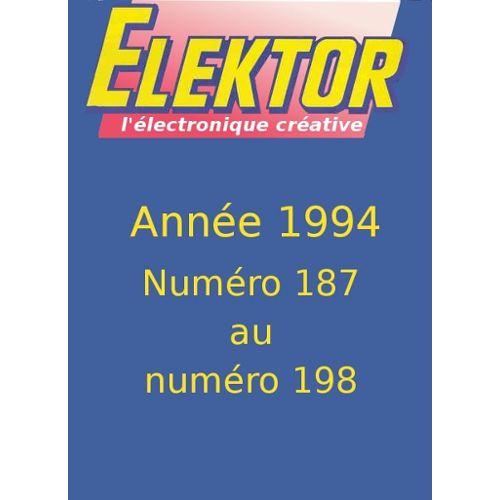 ELEKTOR
l'électronique créative
Année 1994
Numéro 187
au
numéro 198